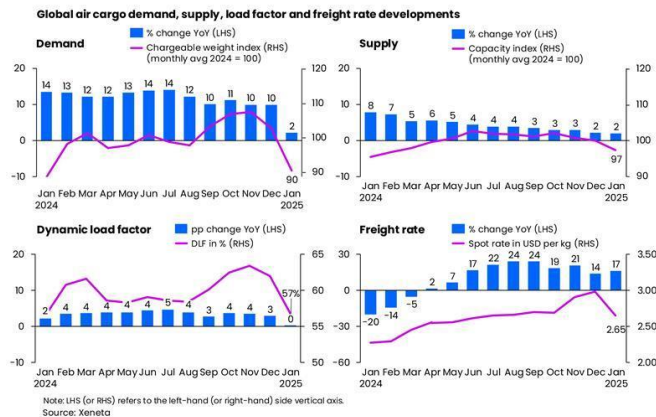 Global air cargo demand, supply, load factor and freight rate developments
Demand
% change YoY (LHS)
Chargeable weight index (RHS)
(monthly avg 2024 = 100)
20
10
0
-10
14 13 12 12 13 14 14 12 10 11 10 10 2
120
110
100
90
90
Jan Feb Mar Apr May Jun Jul Aug Sep Oct Nov Dec Jan
2024 2025
Supply
% change YoY (LHS)
Capacity index (RHS)
(monthly avg 2024 = 100)
20
10
0
-10
8 7 5 6 5 4 4 4 3 3 3 2 2
120
110
100
90
97
Jan Feb Mar Apr May Jun Jul Aug Sep Oct Nov Dec Jan
2024 2025
Dynamic load factor
pp change YoY (LHS)
DLF in % (RHS)
20
10
0
-10
2 4 4 4 4 4 5 4 3 4 4 3 0
65
60
55
50
57%
Jan Feb Mar Apr May Jun Jul Aug Sep Oct Nov Dec Jan
2024 2025
Freight rate
% change YoY (LHS)
Spot rate in USD per kg (RHS)
30
0
-30
-60
-20 -14 -5 2 7 17 22 24 24 19 21 14 17
3.50
3.00
2.50
2.00
2.65
Jan Feb Mar Apr May Jun Jul Aug Sep Oct Nov Dec Jan
2024 2025
Note: LHS (or RHS) refers to the left-hand (or right-hand) side vertical axis.
Source: Xeneta